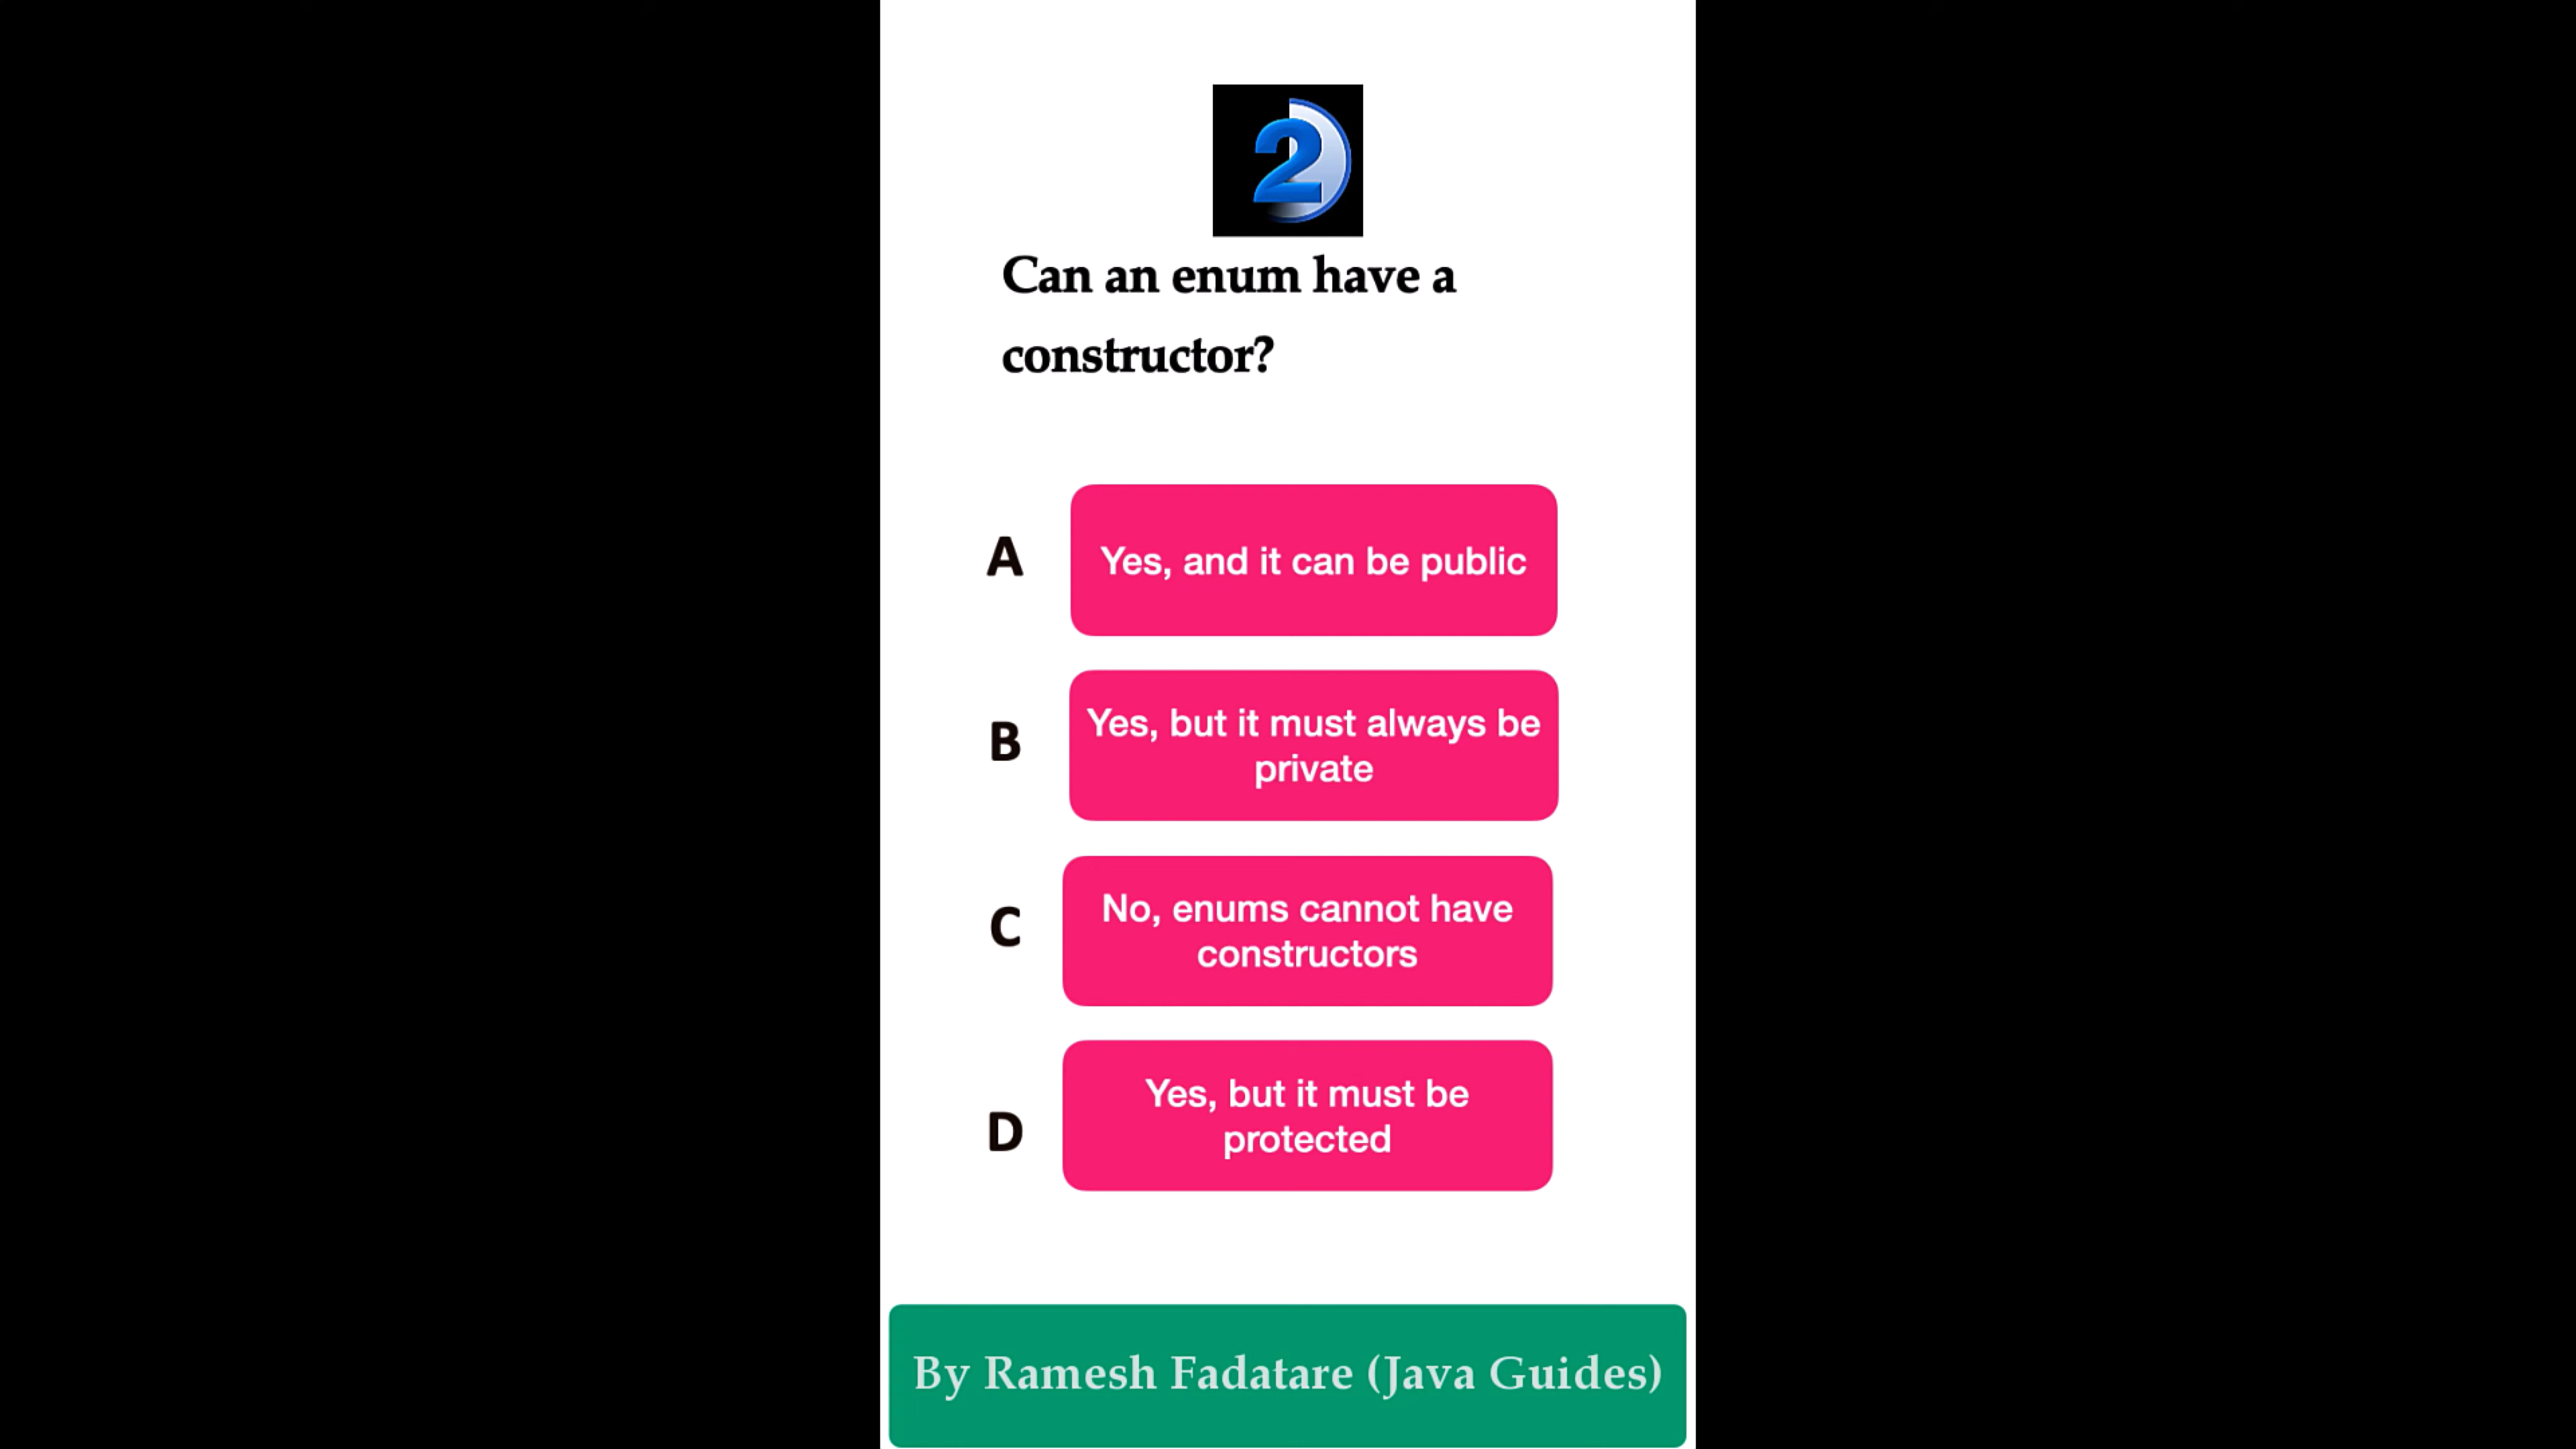 2
Can an enum have a
constructor?
A
Yes, and it can be public
B
Yes, but it must always be
private
C
No, enums cannot have
constructors
D
Yes, but it must be
protected
By Ramesh Fadatare (Java Guides)